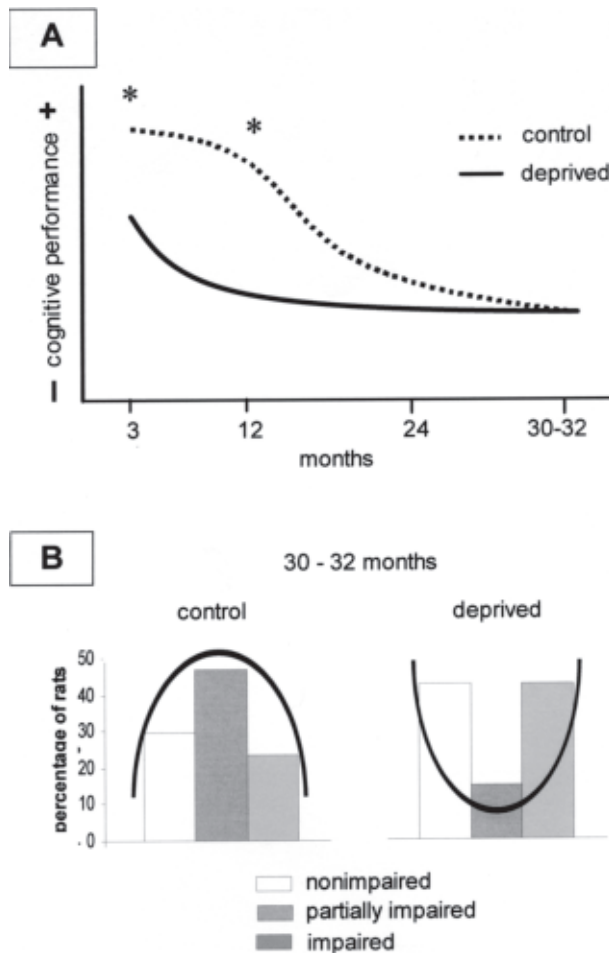 A
*
*
control
deprived
− cognitive performance +
3
12
24
30-32
months
B
30 - 32 months
control
deprived
percentage of rats
50
40
30
20
10
0
nonimpaired
partially impaired
impaired